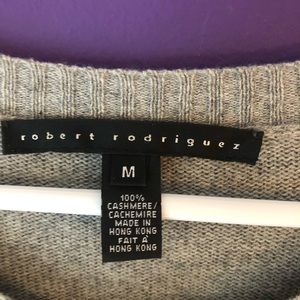 robert rodriguez
M
100%
CASHMERE/
CACHEMIRE
MADE IN
HONG KONG
FAIT À
HONG KONG